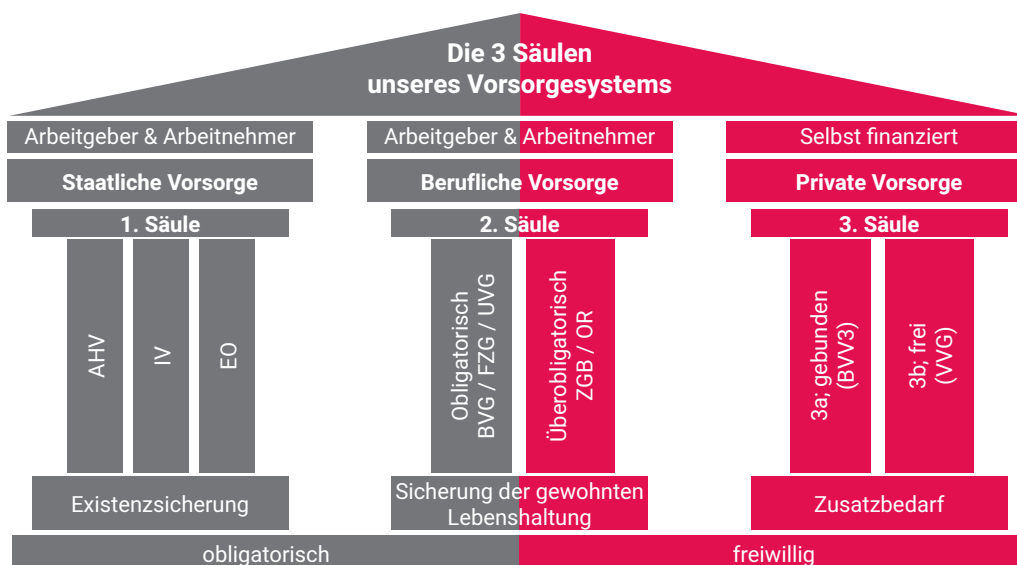 Die 3 Säulen
unseres Vorsorgesystems
Arbeitgeber & Arbeitnehmer
Staatliche Vorsorge
1. Säule
AHV
IV
EO
Existenzsicherung
Arbeitgeber & Arbeitnehmer
Berufliche Vorsorge
2. Säule
Obligatorisch
BVG / FZG / UVG
Überobligatorisch
ZGB / OR
Sicherung der gewohnten
Lebenshaltung
Selbst finanziert
Private Vorsorge
3. Säule
3a; gebunden
(BVV3)
3b; frei
(VVG)
Zusatzbedarf
obligatorisch
freiwillig